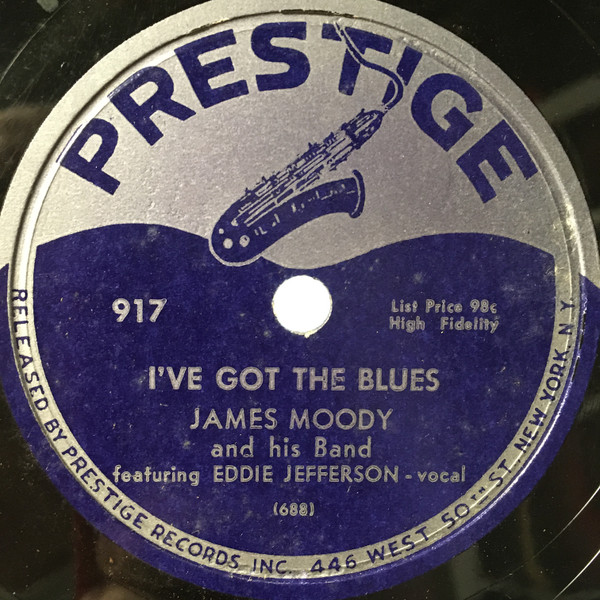 PRESTIGE
917
List Price 98c
High Fidelity
I'VE GOT THE BLUES
JAMES MOODY
and his Band
featuring EDDIE JEFFERSON - vocal
(688)
RELEASED BY PRESTIGE RECORDS INC. 446 WEST 50TH ST. NEW YORK, N.Y.